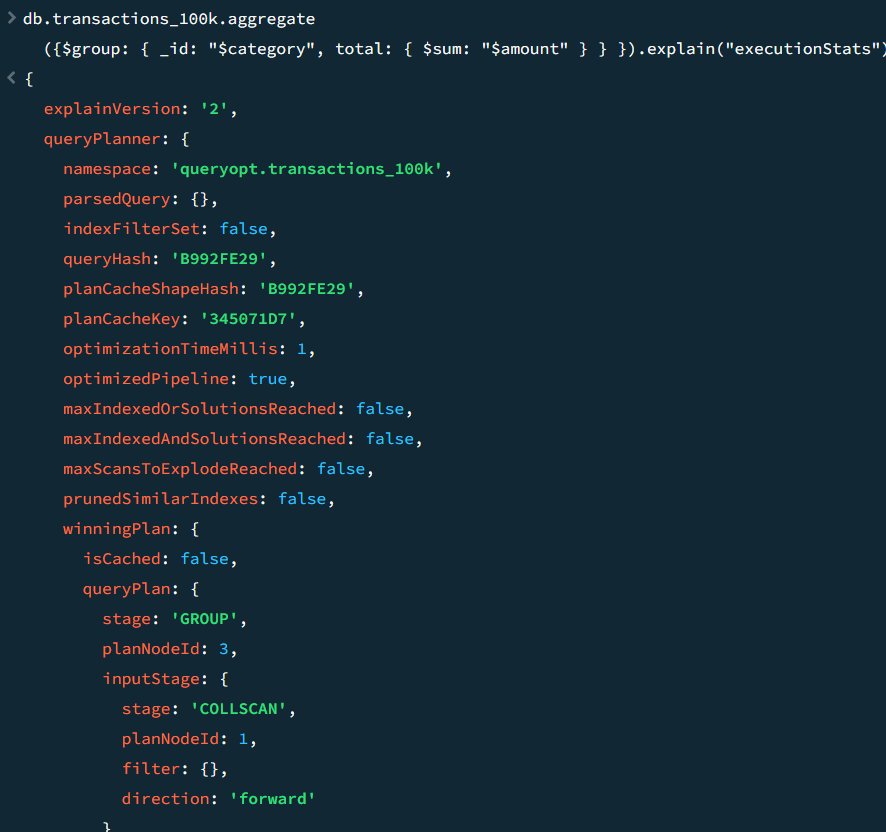 > db.transactions_100k.aggregate
({$group: { _id: "$category", total: { $sum: "$amount" } } }).explain("executionStats")
< {
explainVersion: '2',
queryPlanner: {
namespace: 'queryopt.transactions_100k',
parsedQuery: {},
indexFilterSet: false,
queryHash: 'B992FE29',
planCacheShapeHash: 'B992FE29',
planCacheKey: '345071D7',
optimizationTimeMillis: 1,
optimizedPipeline: true,
maxIndexedOrSolutionsReached: false,
maxIndexedAndSolutionsReached: false,
maxScansToExplodeReached: false,
prunedSimilarIndexes: false,
winningPlan: {
isCached: false,
queryPlan: {
stage: 'GROUP',
planNodeId: 3,
inputStage: {
stage: 'COLLSCAN',
planNodeId: 1,
filter: {},
direction: 'forward'
}